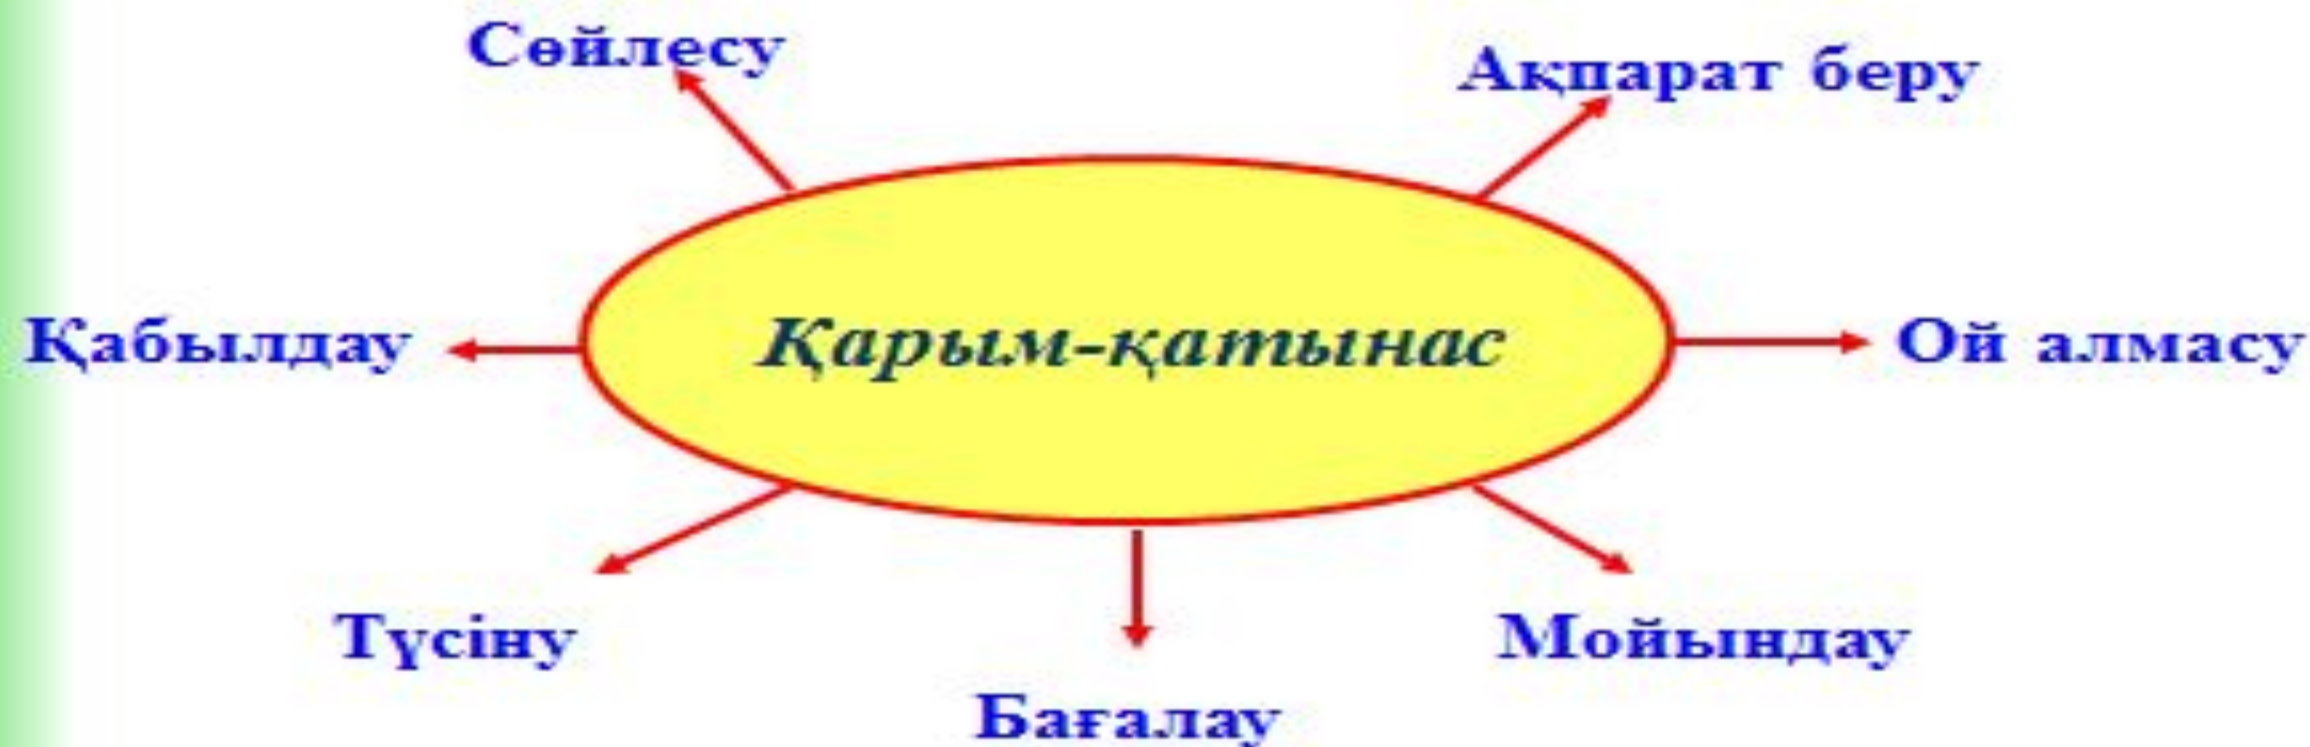 Сөйлесу
Ақпарат беру
Қабылдау
Қарым-қатынас
Ой алмасу
Түсіну
Мойындау
Бағалау